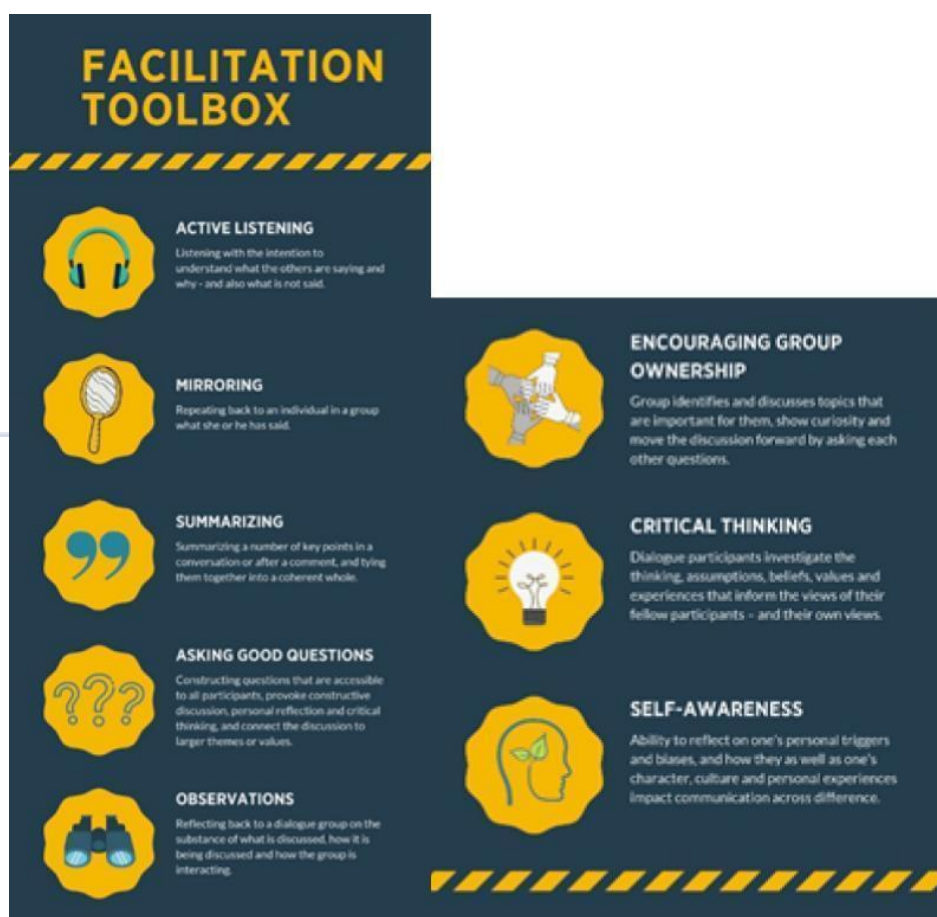 FACILITATION
TOOLBOX
ACTIVE LISTENING
Listening with the intention to
understand what the others are saying and
why - and also what is not said.
MIRRORING
Repeating back to an individual in a group
what she or he has said.
SUMMARIZING
Summarizing a number of key points in a
conversation or after a comment, and tying
them together into a coherent whole.
ASKING GOOD QUESTIONS
Constructing questions that are accessible
to all participants, provoke constructive
discussion, personal reflection and critical
thinking, and connect the discussion to
larger themes or values.
OBSERVATIONS
Reflecting back to a dialogue group on the
substance of what is discussed, how it is
being discussed and how the group is
interacting.
ENCOURAGING GROUP
OWNERSHIP
Group identifies and discusses topics that
are important for them, show curiosity and
move the discussion forward by asking each
other questions.
CRITICAL THINKING
Dialogue participants investigate the
thinking, assumptions, beliefs, values and
experiences that inform the views of their
fellow participants - and their own views.
SELF-AWARENESS
Ability to reflect on one's personal triggers
and biases, and how they as well as one's
character, culture and personal experiences
impact communication across difference.